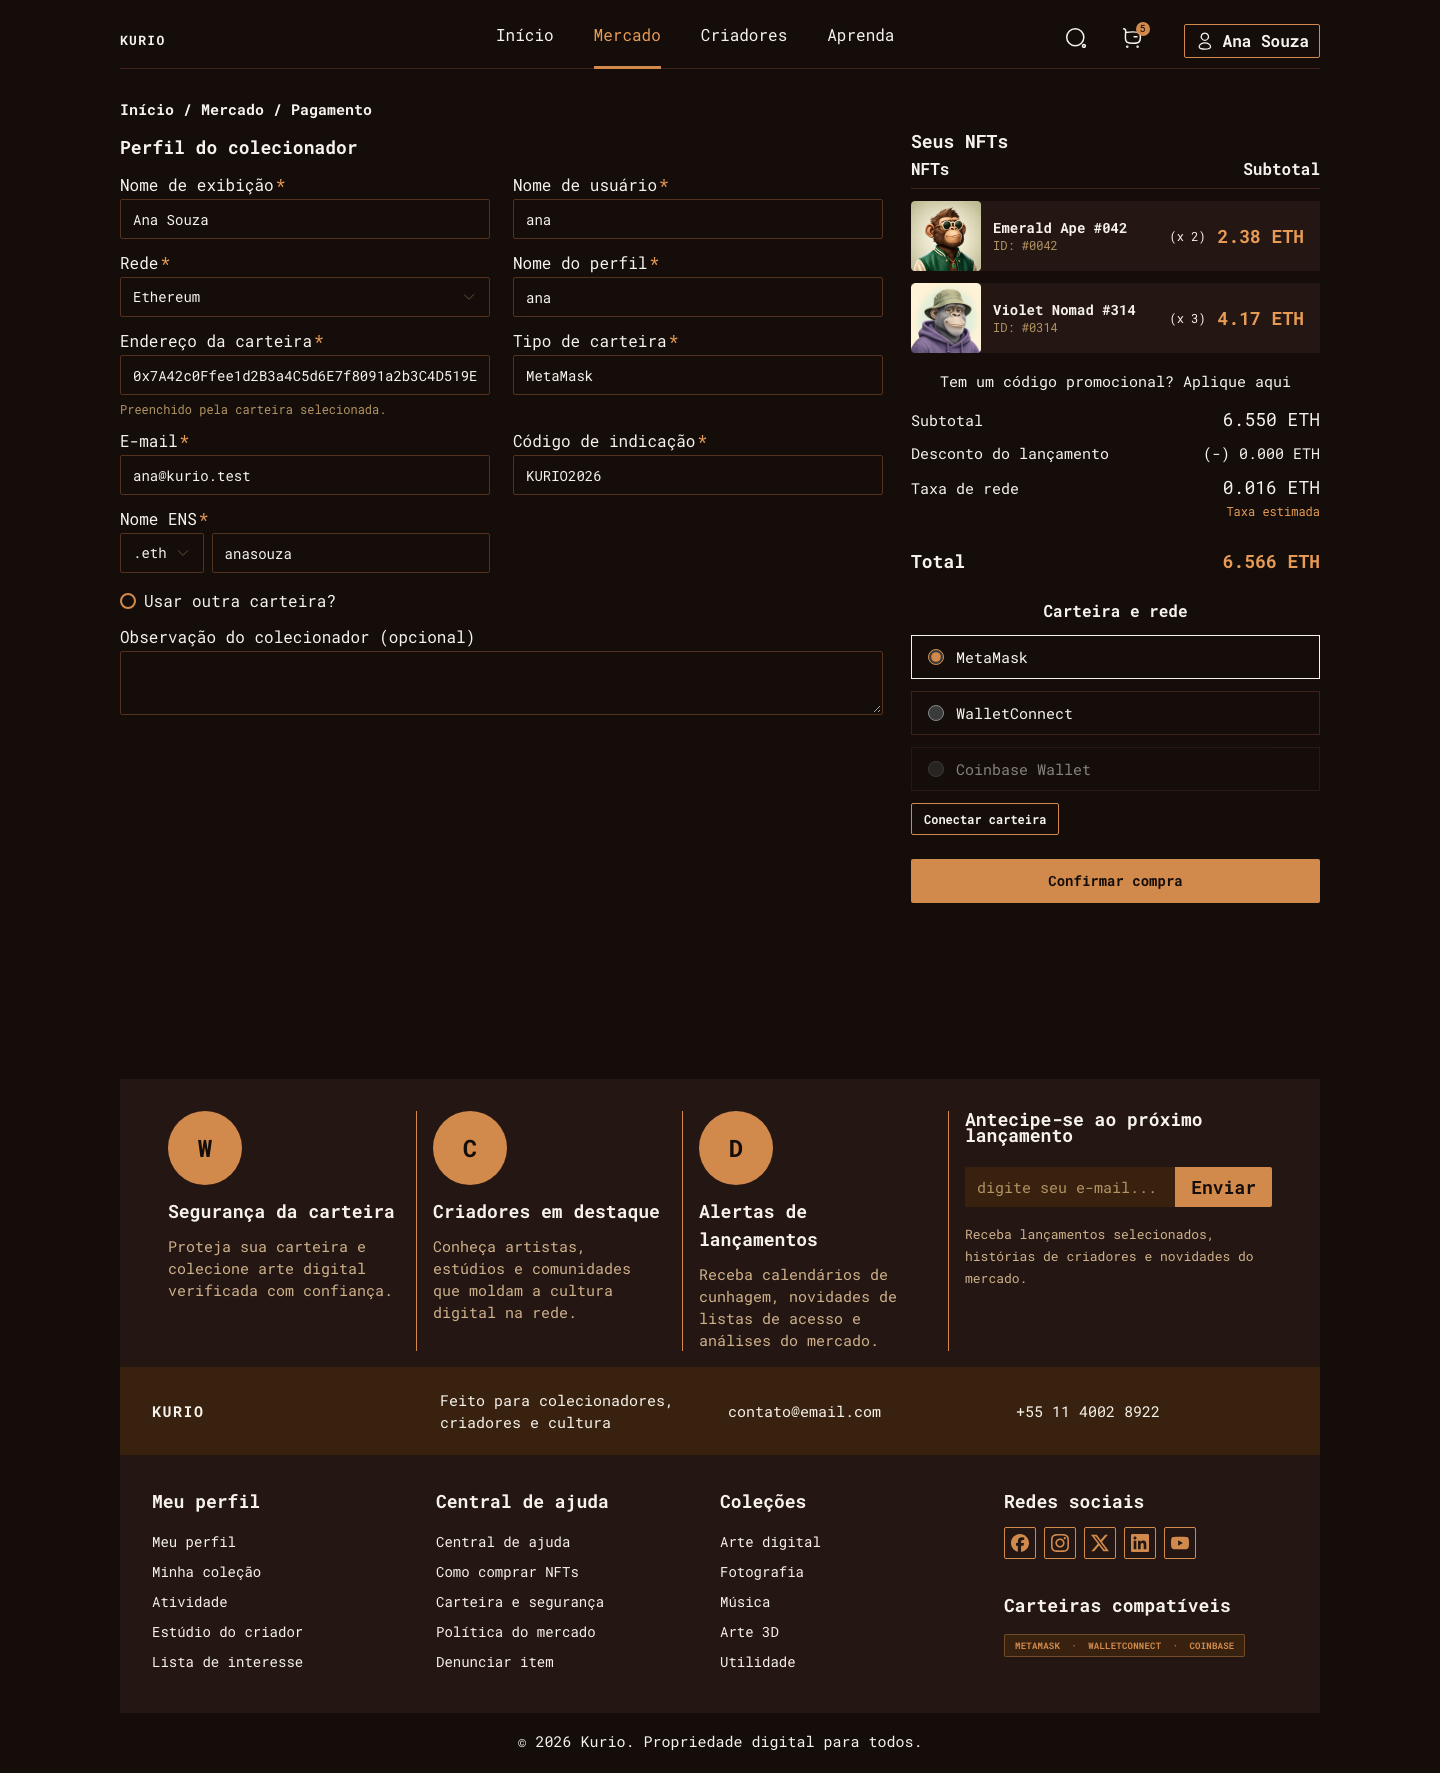 KURIO
Início
Mercado
Criadores
Aprenda
5
Ana Souza
Início / Mercado / Pagamento
Perfil do colecionador
Nome de exibição*
Nome de usuário*
Ana Souza
ana
Rede*
Nome do perfil*
Ethereum
ana
Endereço da carteira*
Tipo de carteira*
0x7A42c0Ffee1d2B3a4C5d6E7f8091a2b3C4D519E
MetaMask
Preenchido pela carteira selecionada.
E-mail*
Código de indicação*
ana@kurio.test
KURIO2026
Nome ENS*
.eth
anasouza
Usar outra carteira?
Observação do colecionador (opcional)
Seus NFTs
NFTs
Subtotal
Emerald Ape #042
ID: #0042
(x 2)
2.38 ETH
Violet Nomad #314
ID: #0314
(x 3)
4.17 ETH
Tem um código promocional? Aplique aqui
Subtotal
6.550 ETH
Desconto do lançamento
(-) 0.000 ETH
Taxa de rede
0.016 ETH
Taxa estimada
Total
6.566 ETH
Carteira e rede
MetaMask
WalletConnect
Coinbase Wallet
Conectar carteira
Confirmar compra
W
Segurança da carteira
Proteja sua carteira e
colecione arte digital
verificada com confiança.
C
Criadores em destaque
Conheça artistas,
estúdios e comunidades
que moldam a cultura
digital na rede.
D
Alertas de
lançamentos
Receba calendários de
cunhagem, novidades de
listas de acesso e
análises do mercado.
Antecipe-se ao próximo
lançamento
digite seu e-mail...
Enviar
Receba lançamentos selecionados,
histórias de criadores e novidades do
mercado.
KURIO
Feito para colecionadores,
criadores e cultura
contato@email.com
+55 11 4002 8922
Meu perfil
Meu perfil
Minha coleção
Atividade
Estúdio do criador
Lista de interesse
Central de ajuda
Central de ajuda
Como comprar NFTs
Carteira e segurança
Política do mercado
Denunciar item
Coleções
Arte digital
Fotografia
Música
Arte 3D
Utilidade
Redes sociais
Carteiras compatíveis
METAMASK · WALLETCONNECT · COINBASE
© 2026 Kurio. Propriedade digital para todos.